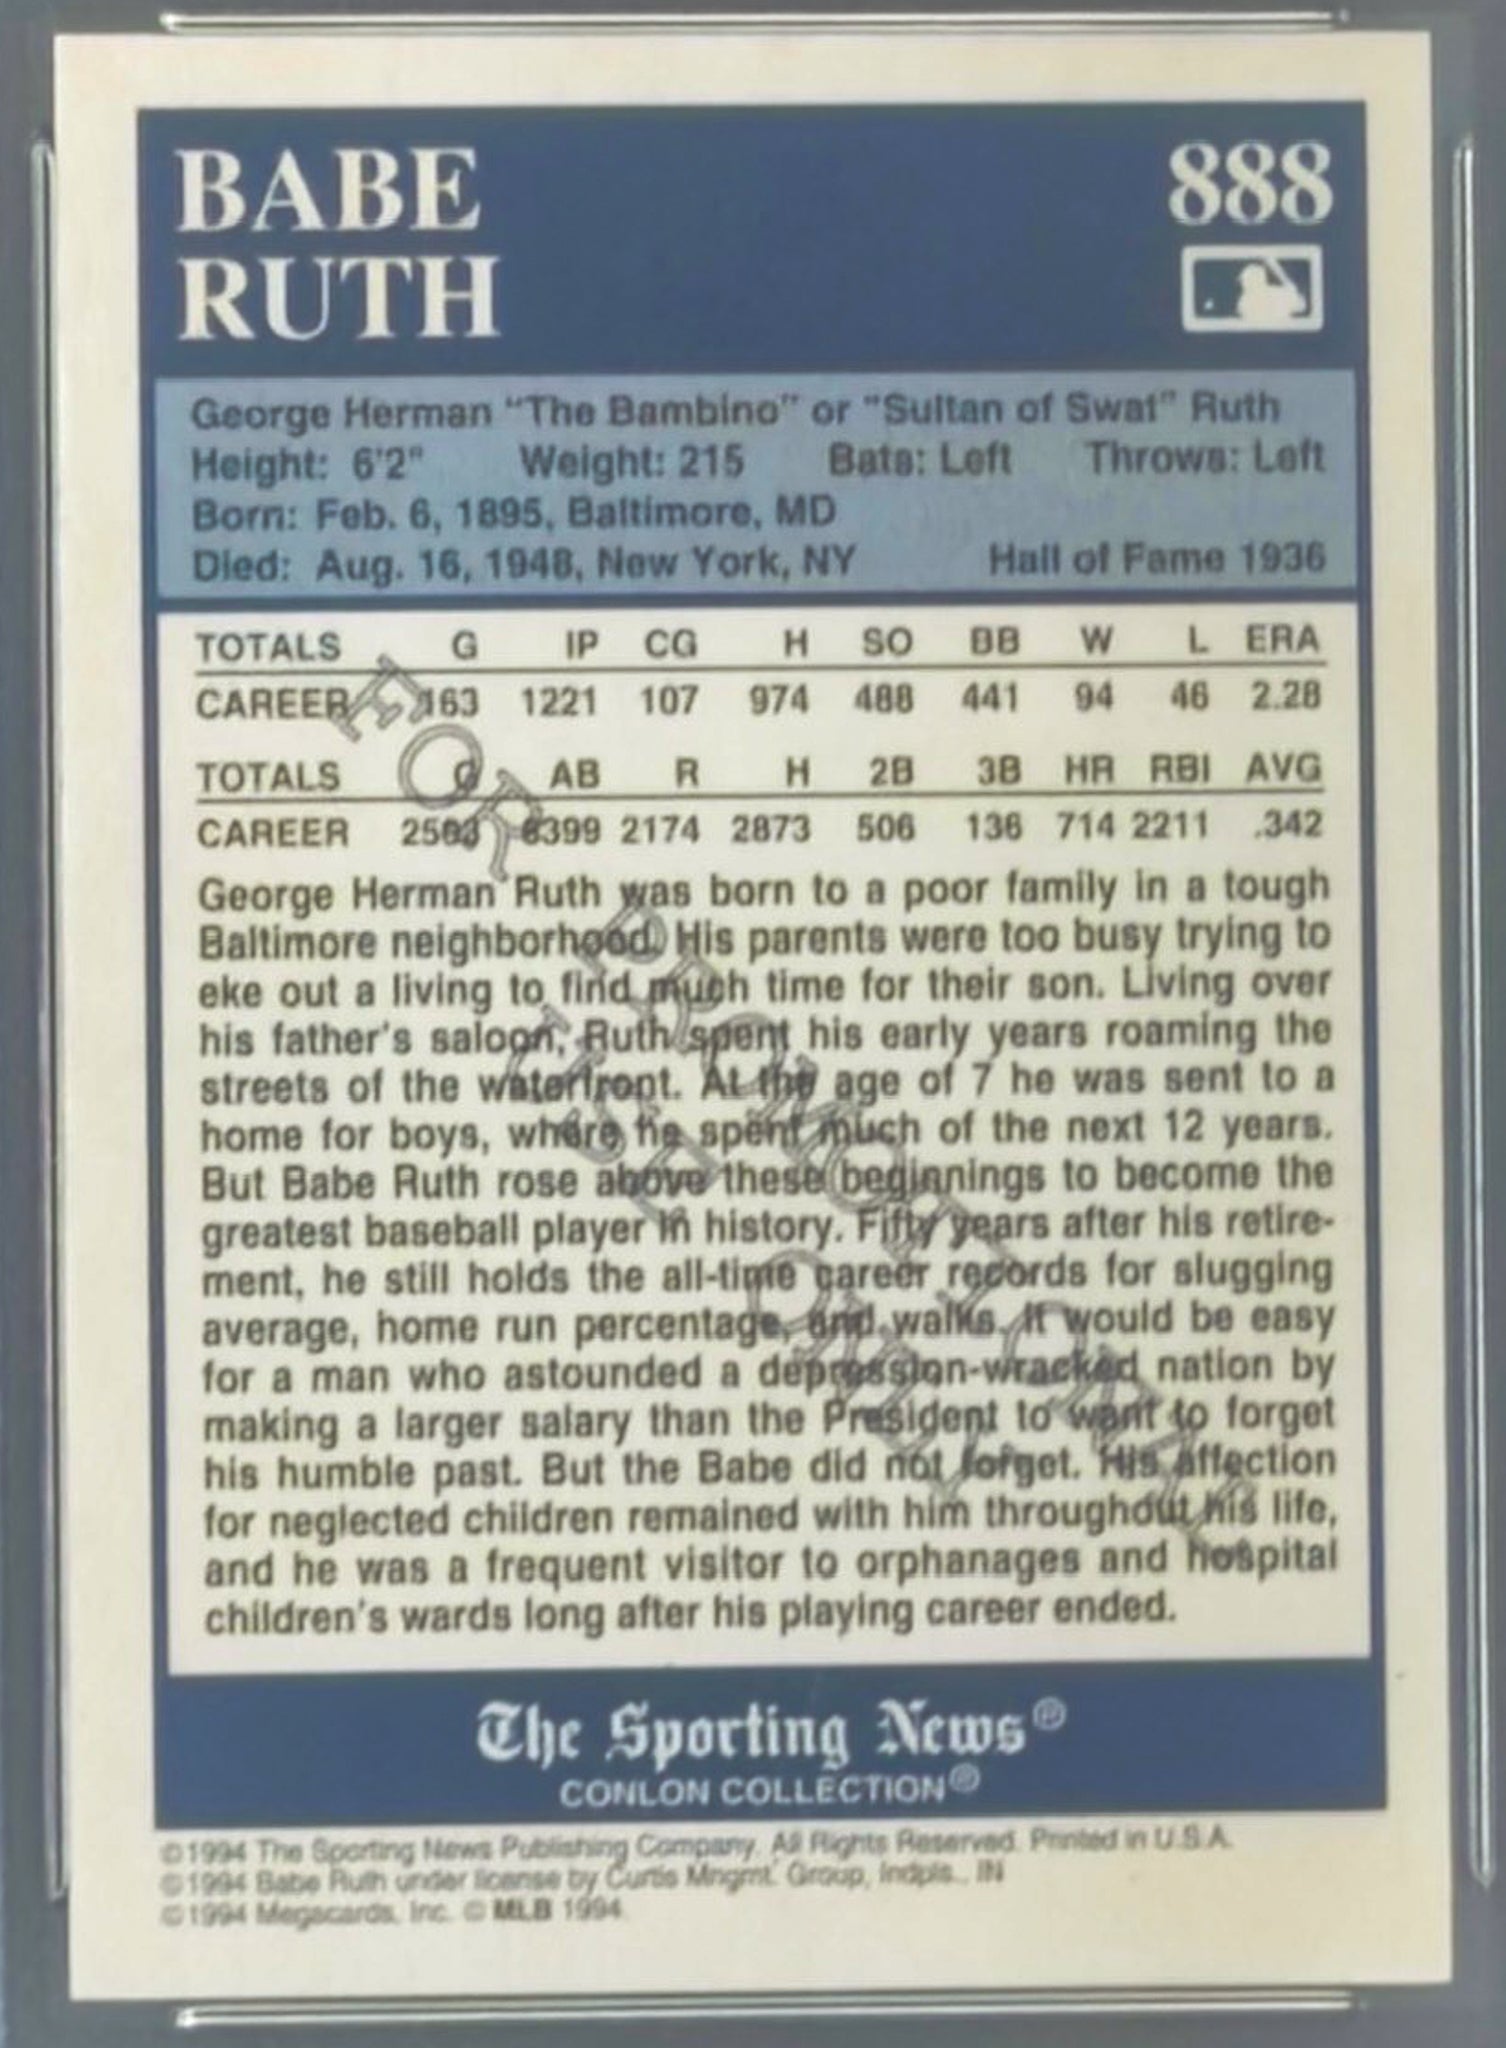 BABE
RUTH
888
George Herman "The Bambino" or "Sultan of Swat" Ruth
Height: 6'2" Weight: 215 Bats: Left Throws: Left
Born: Feb. 6, 1895, Baltimore, MD
Died: Aug. 16, 1948, New York, NY Hall of Fame 1936
TOTALS G IP CG H SO BB W L ERA
CAREER 163 1221 107 974 488 441 94 46 2.28
TOTALS G AB R H 2B 3B HR RBI AVG
CAREER 2503 8399 2174 2873 506 136 714 2211 .342
George Herman Ruth was born to a poor family in a tough
Baltimore neighborhood. His parents were too busy trying to
eke out a living to find much time for their son. Living over
his father's saloon, Ruth spent his early years roaming the
streets of the waterfront. At the age of 7 he was sent to a
home for boys, where he spent much of the next 12 years.
But Babe Ruth rose above these beginnings to become the
greatest baseball player in history. Fifty years after his retire-
ment, he still holds the all-time career records for slugging
average, home run percentage, and walks. It would be easy
for a man who astounded a depression-wracked nation by
making a larger salary than the President to want to forget
his humble past. But the Babe did not forget. His affection
for neglected children remained with him throughout his life,
and he was a frequent visitor to orphanages and hospital
children's wards long after his playing career ended.
FOR PROMOTIONAL
USE ONLY
The Sporting News®
CONLON COLLECTION®
©1994 The Sporting News Publishing Company. All Rights Reserved. Printed in U.S.A.
©1994 Babe Ruth under license by Curtis Mngmt. Group, Indpls., IN
©1994 Megacards, Inc. © MLB 1994